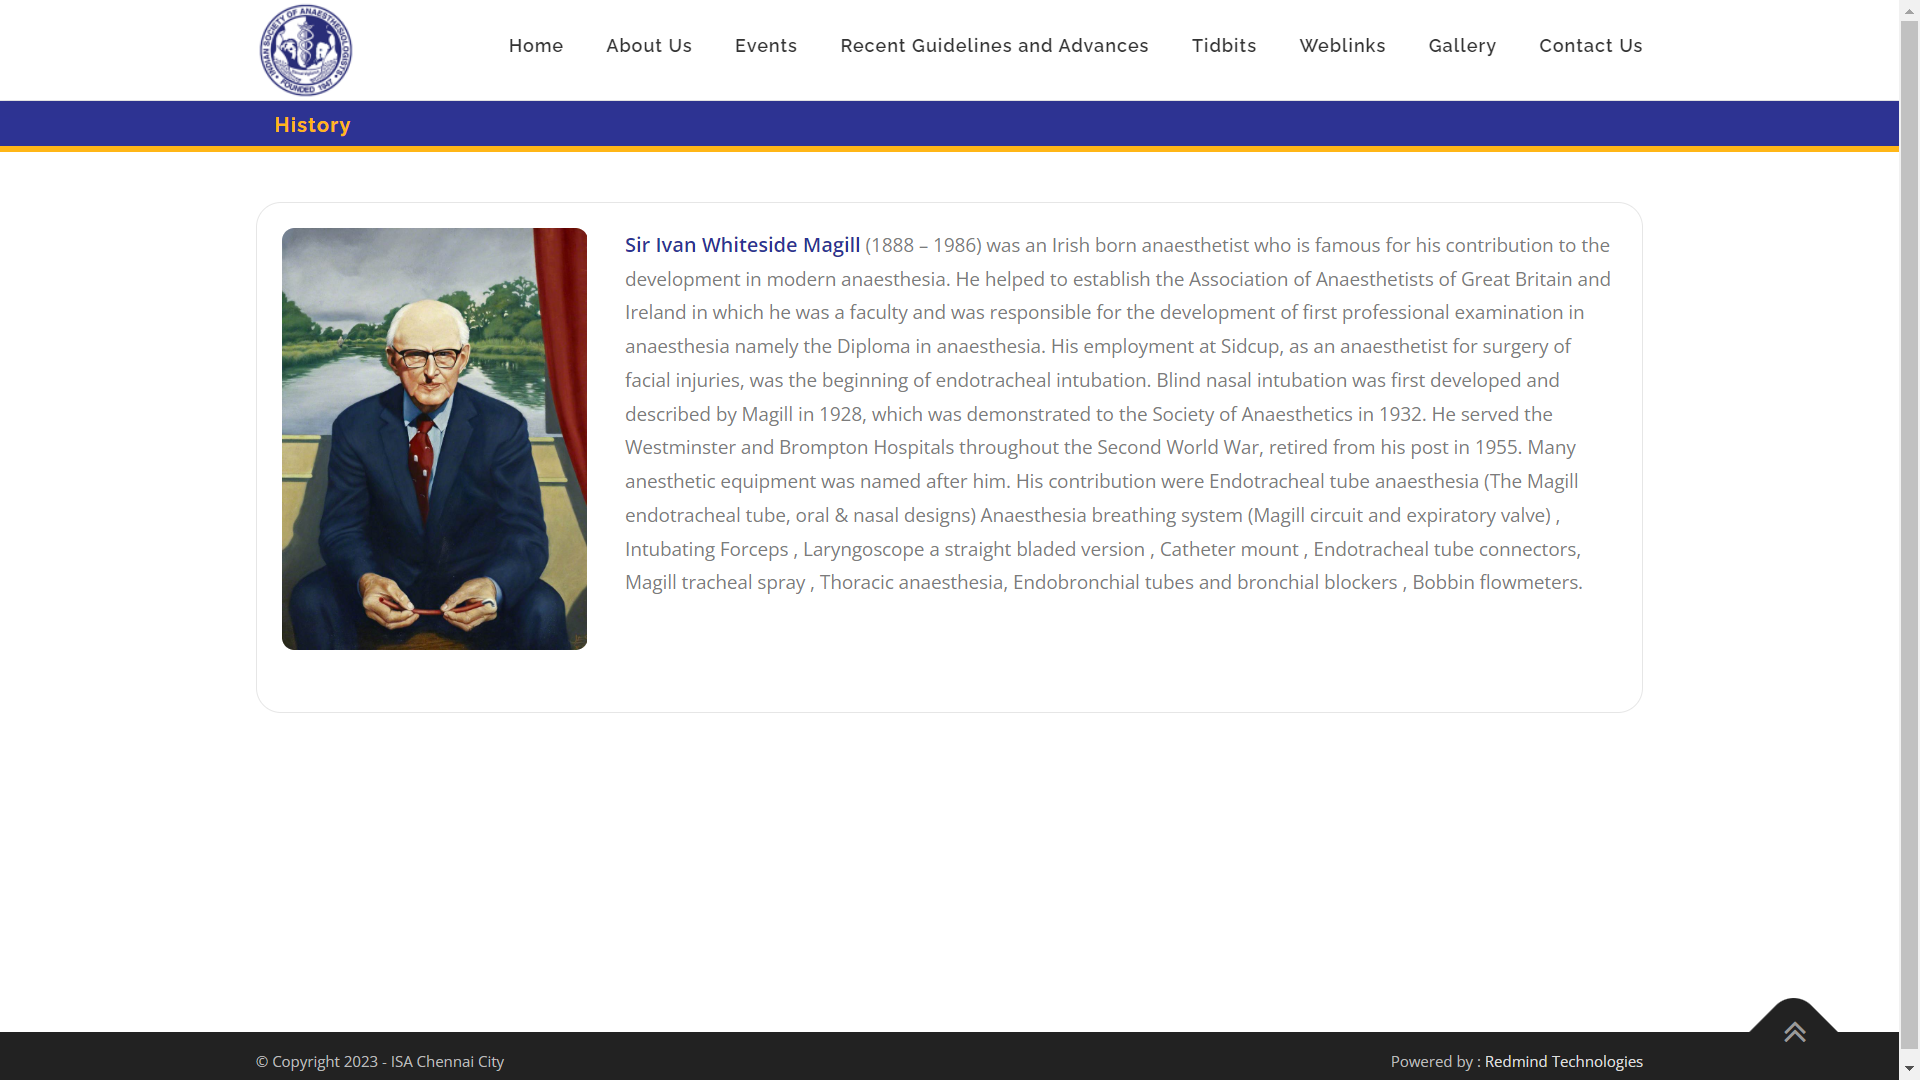 INDIAN SOCIETY OF ANAESTHESIOLOGISTS
FOUNDED 1947
Home About Us Events Recent Guidelines and Advances Tidbits Weblinks Gallery Contact Us
History
Sir Ivan Whiteside Magill (1888 – 1986) was an Irish born anaesthetist who is famous for his contribution to the
development in modern anaesthesia. He helped to establish the Association of Anaesthetists of Great Britain and
Ireland in which he was a faculty and was responsible for the development of first professional examination in
anaesthesia namely the Diploma in anaesthesia. His employment at Sidcup, as an anaesthetist for surgery of
facial injuries, was the beginning of endotracheal intubation. Blind nasal intubation was first developed and
described by Magill in 1928, which was demonstrated to the Society of Anaesthetics in 1932. He served the
Westminster and Brompton Hospitals throughout the Second World War, retired from his post in 1955. Many
anesthetic equipment was named after him. His contribution were Endotracheal tube anaesthesia (The Magill
endotracheal tube, oral & nasal designs) Anaesthesia breathing system (Magill circuit and expiratory valve) ,
Intubating Forceps , Laryngoscope a straight bladed version , Catheter mount , Endotracheal tube connectors,
Magill tracheal spray , Thoracic anaesthesia, Endobronchial tubes and bronchial blockers , Bobbin flowmeters.
© Copyright 2023 - ISA Chennai City
Powered by : Redmind Technologies